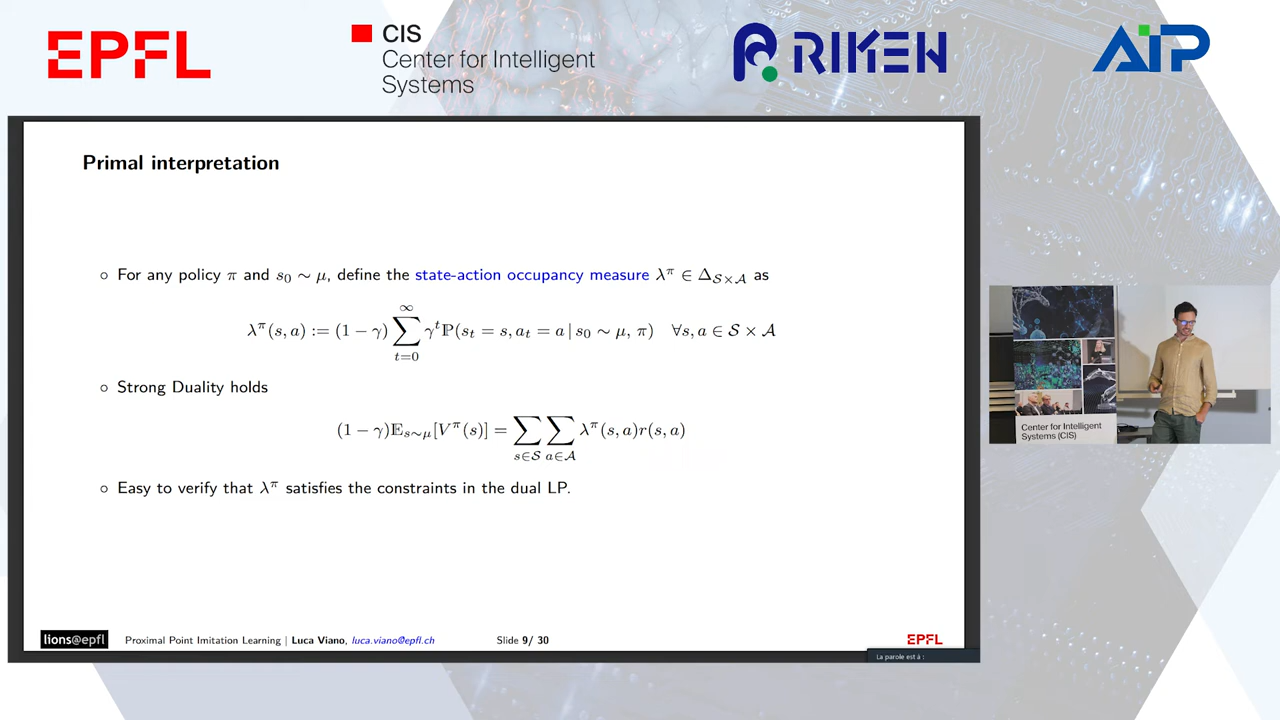 EPFL
CIS
Center for Intelligent
Systems
RIKEN
AIP
Primal interpretation
◦ For any policy π and s₀ ∼ μ, define the state-action occupancy measure λ^π ∈ Δ_{𝒮×𝒜} as
λ^π(s, a) := (1 − γ) ∑_{t=0}^{∞} γ^t ℙ(s_t = s, a_t = a | s₀ ∼ μ, π) ∀s, a ∈ 𝒮 × 𝒜
◦ Strong Duality holds
(1 − γ)𝔼_{s∼μ}[V^π(s)] = ∑_{s∈𝒮} ∑_{a∈𝒜} λ^π(s, a)r(s, a)
◦ Easy to verify that λ^π satisfies the constraints in the dual LP.
lions@epfl Proximal Point Imitation Learning | Luca Viano, luca.viano@epfl.ch Slide 9/ 30 EPFL
La parole est à :
Center for Intelligent
Systems (CIS)